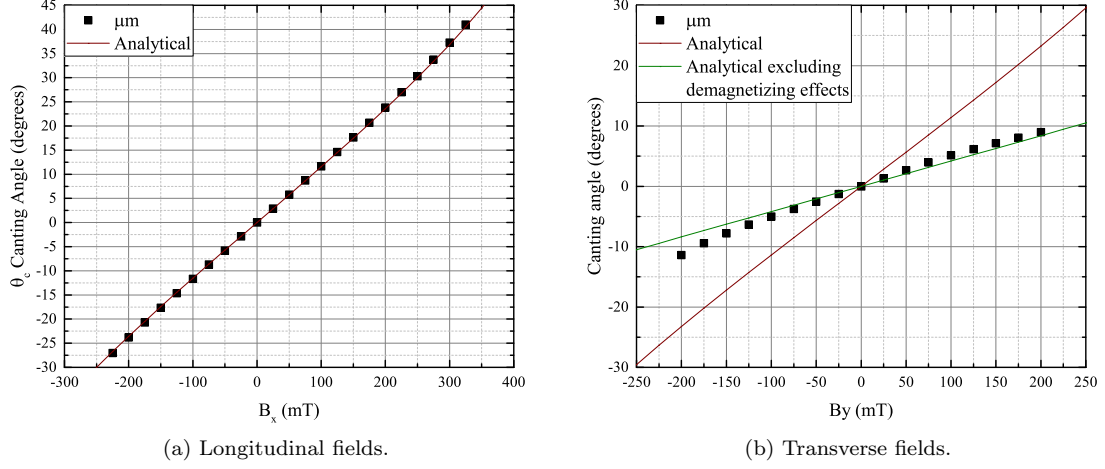 45
40
35
30
25
20
15
10
5
0
-5
-10
-15
-20
-25
-30
-300 -200 -100 0 100 200 300 400
θc Canting Angle (degrees)
Bx (mT)
μm
Analytical
(a) Longitudinal fields.
30
20
10
0
-10
-20
-30
-250 -200 -150 -100 -50 0 50 100 150 200 250
Canting angle (degrees)
By (mT)
μm
Analytical
Analytical excluding
demagnetizing effects
(b) Transverse fields.